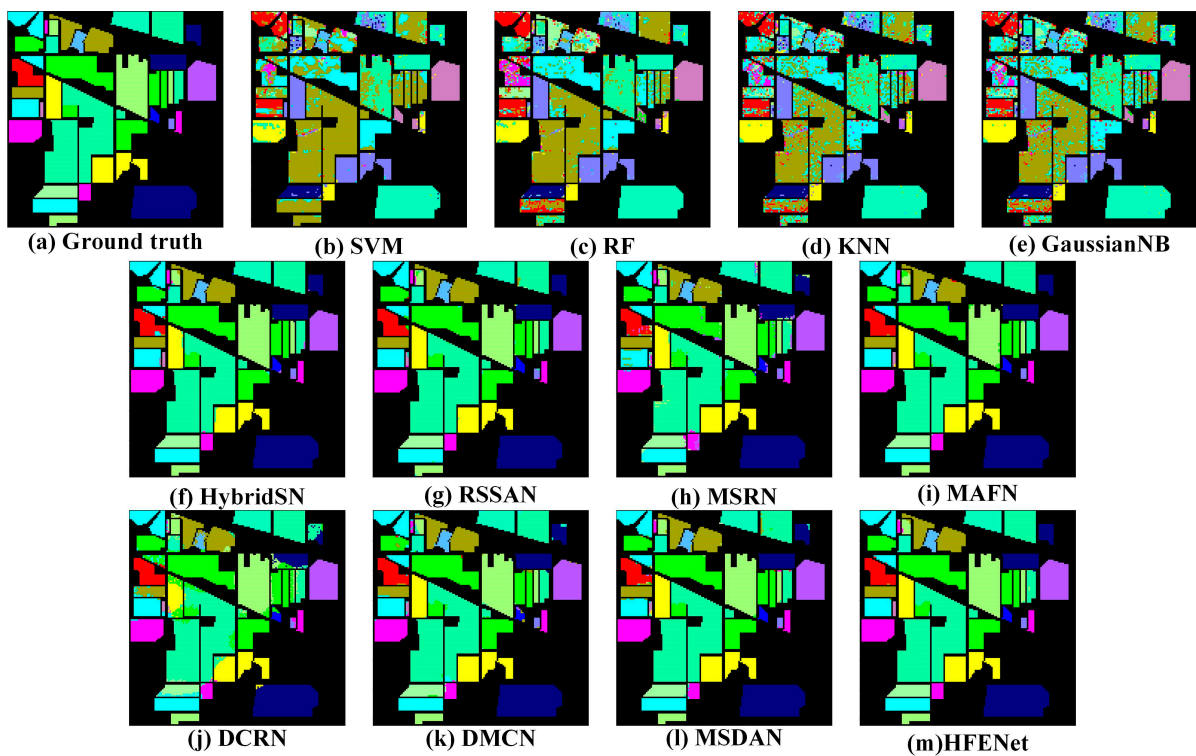 (a) Ground truth
(b) SVM
(c) RF
(d) KNN
(e) GaussianNB
(f) HybridSN
(g) RSSAN
(h) MSRN
(i) MAFN
(j) DCRN
(k) DMCN
(l) MSDAN
(m)HFENet